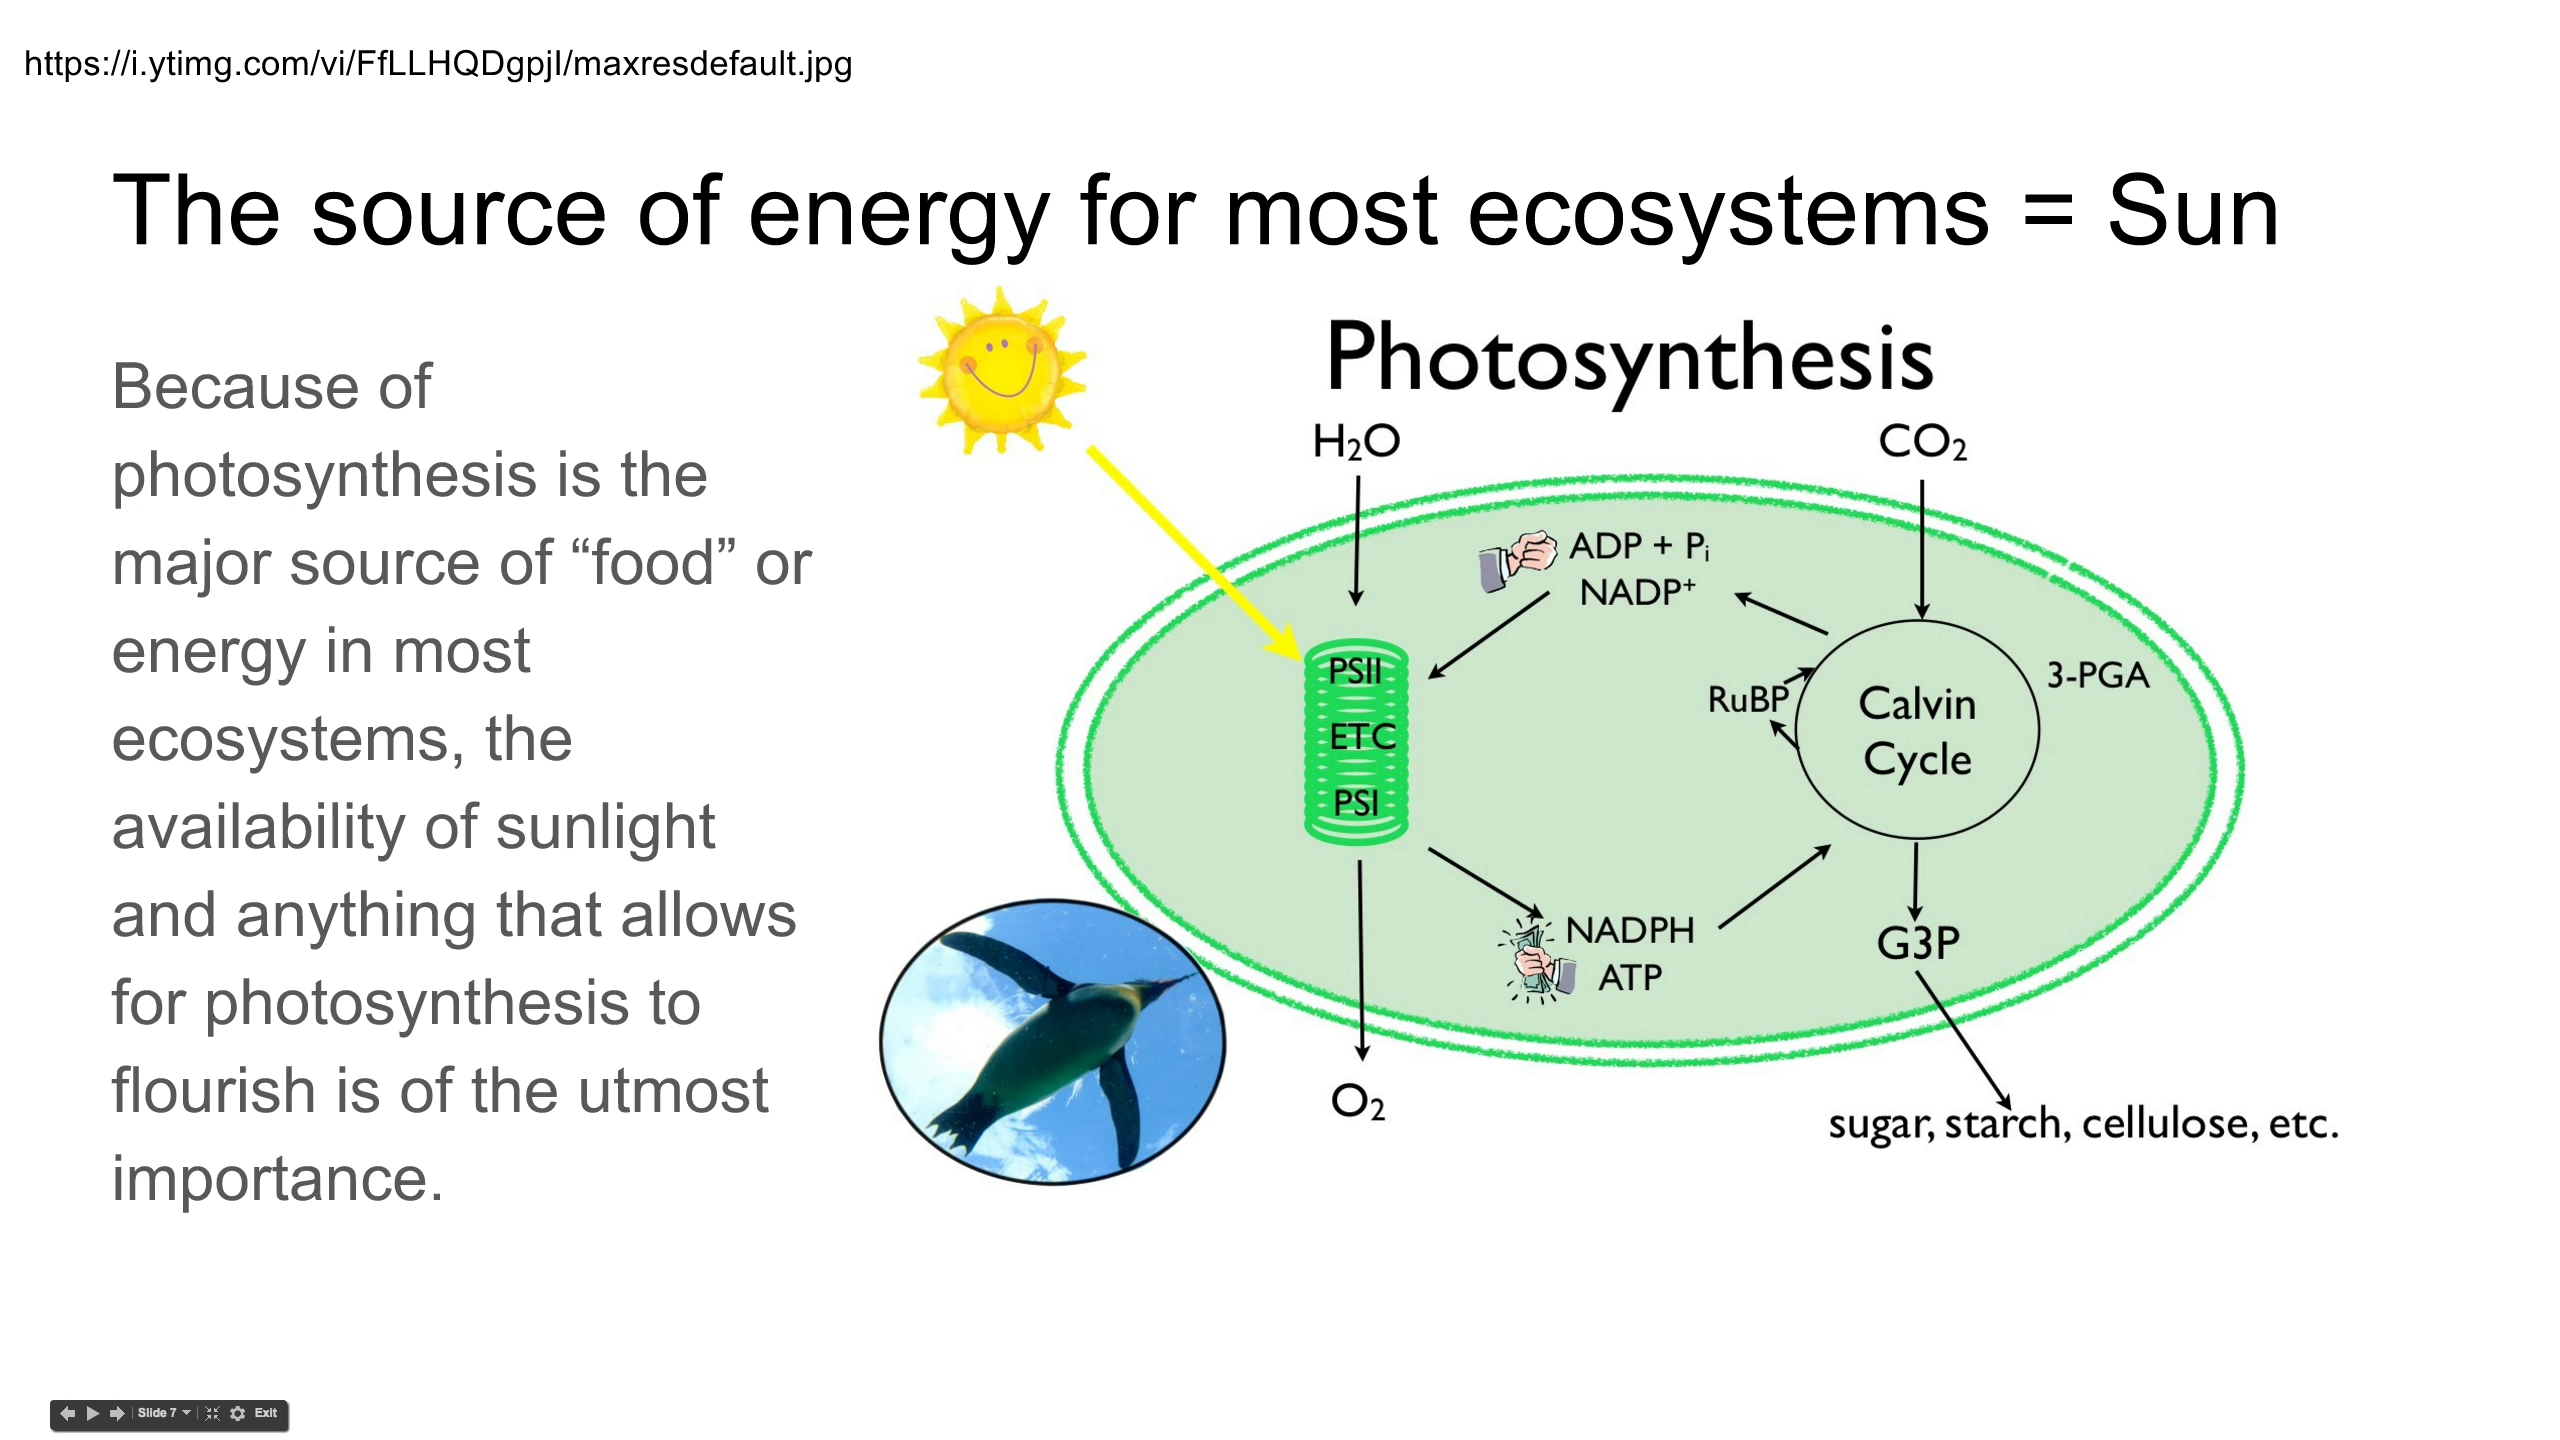 https://i.ytimg.com/vi/FfLLHQDgpjI/maxresdefault.jpg
The source of energy for most ecosystems = Sun
Because of
photosynthesis is the
major source of “food” or
energy in most
ecosystems, the
availability of sunlight
and anything that allows
for photosynthesis to
flourish is of the utmost
importance.
Photosynthesis
H₂O
CO₂
ADP + Pᵢ
NADP⁺
PSII
ETC
PSI
RuBP
Calvin
Cycle
3-PGA
NADPH
ATP
G3P
O₂
sugar, starch, cellulose, etc.
Slide 7
Exit